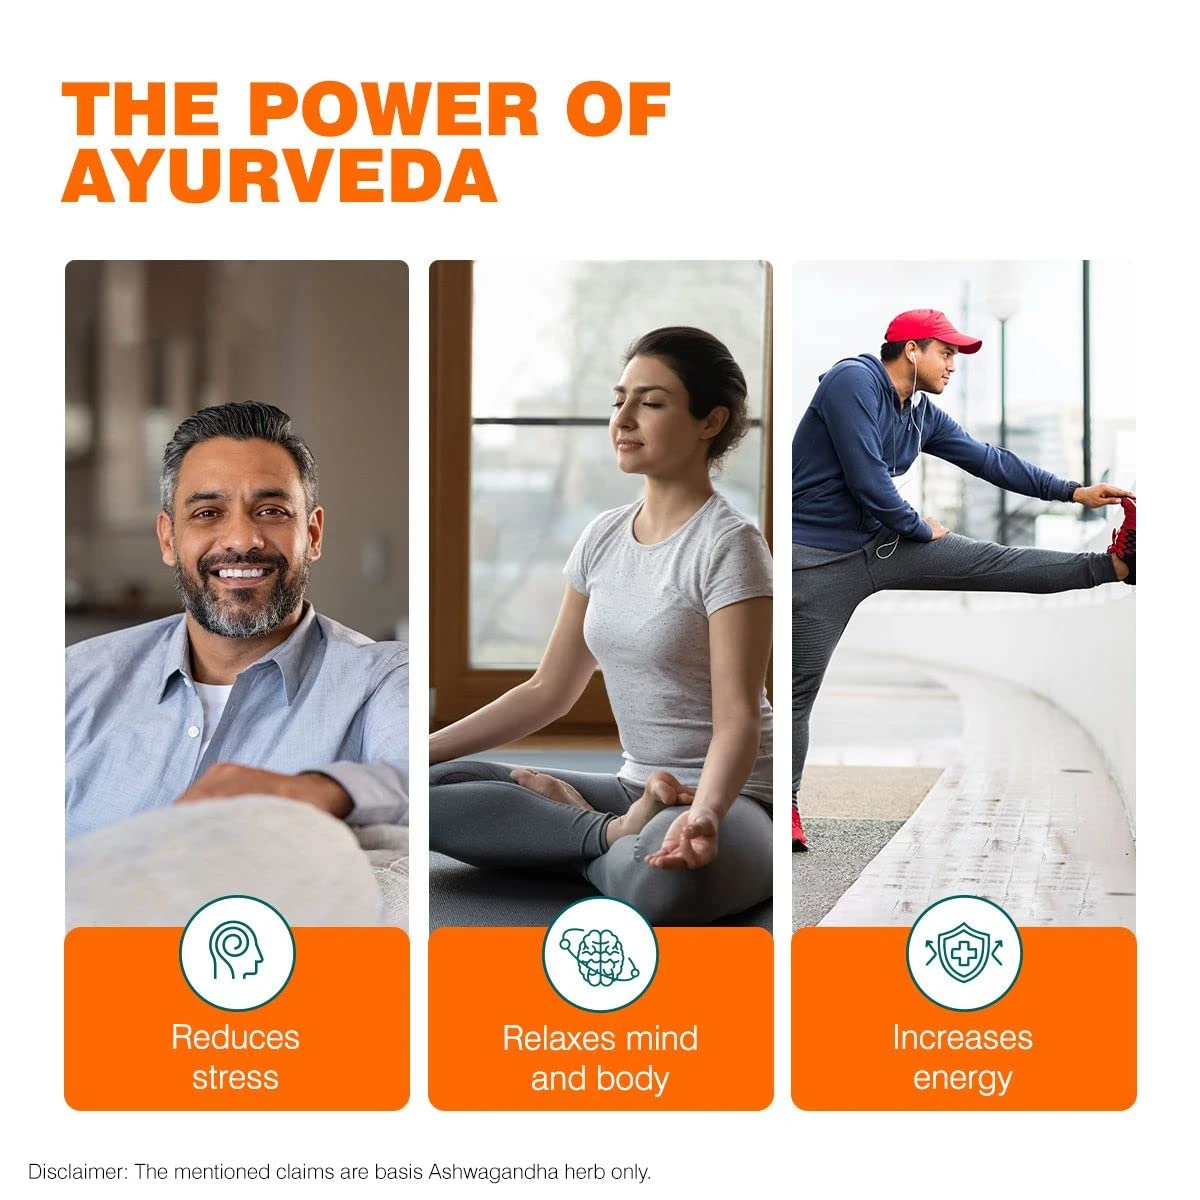 THE POWER OF
AYURVEDA
Reduces
stress
Relaxes mind
and body
Increases
energy
Disclaimer: The mentioned claims are basis Ashwagandha herb only.